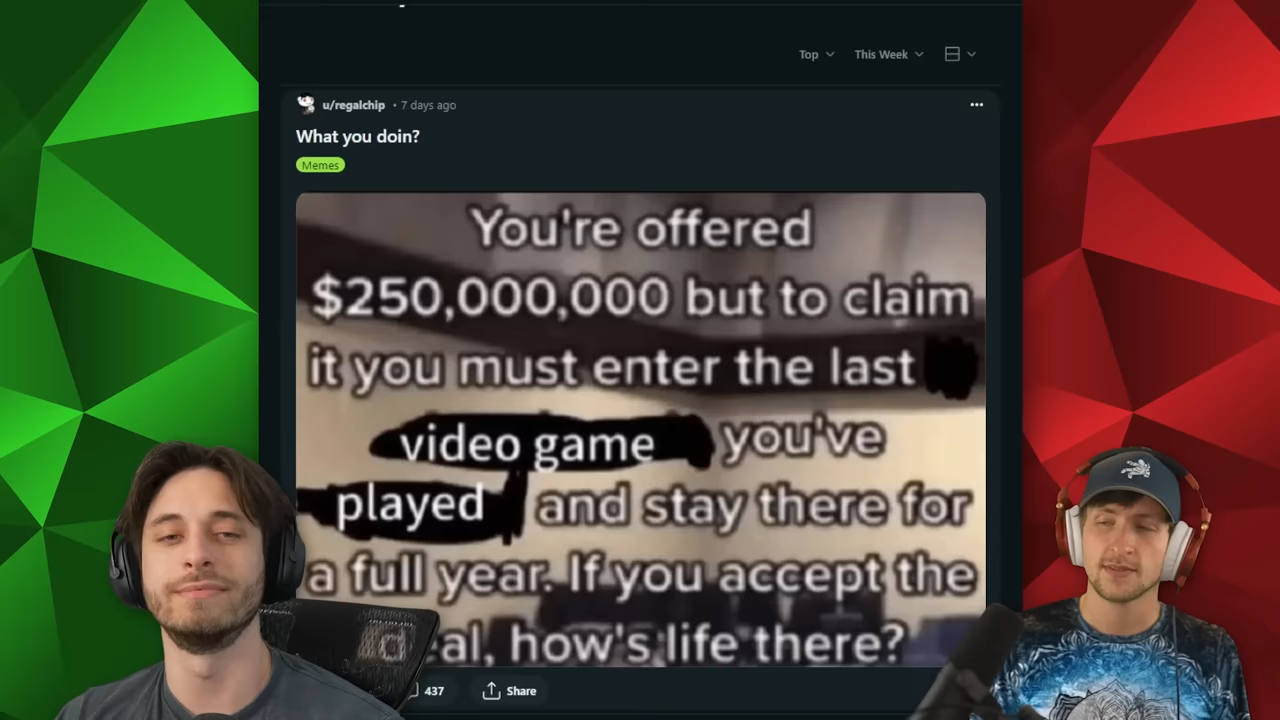 Top This Week
u/regalchip • 7 days ago
What you doin?
Memes
You're offered
$250,000,000 but to claim
it you must enter the last
video game you've
played and stay there for
a full year. If you accept the
deal, how's life there?
437 Share